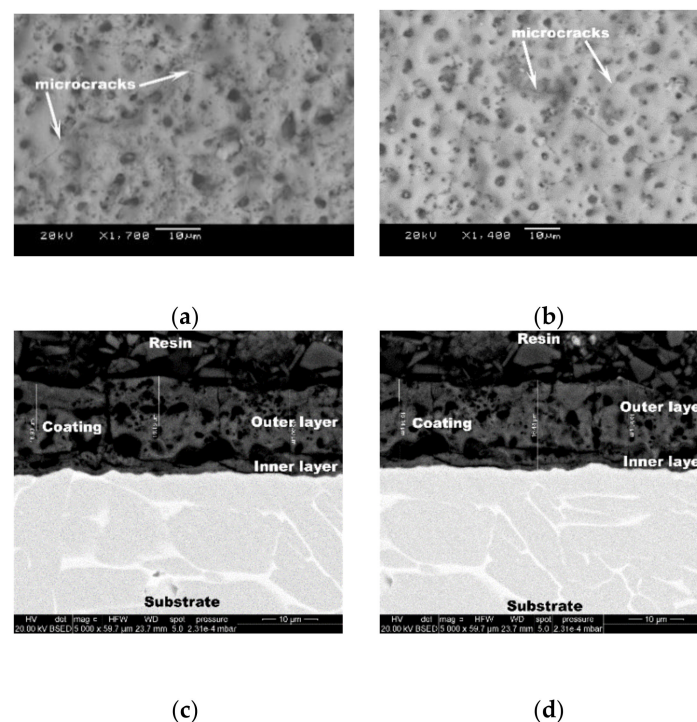 microcracks
20kV X1,700 10µm
(a)
microcracks
20kV X1,400 10µm
(b)
Resin
Coating
Outer layer
Inner layer
Substrate
HV det mag = HFW WD spot pressure
20.00 kV BSED 5 000 x 59.7 µm 23.7 mm 5.0 2.31e-4 mbar
10 µm
(c)
Resin
Coating
Outer laye
Inner laye
Substrate
HV det mag = HFW WD spot pressure
20.00 kV BSED 5 000 x 59.7 µm 23.7 mm 5.0 2.31e-4 mbar
10 µm
(d)